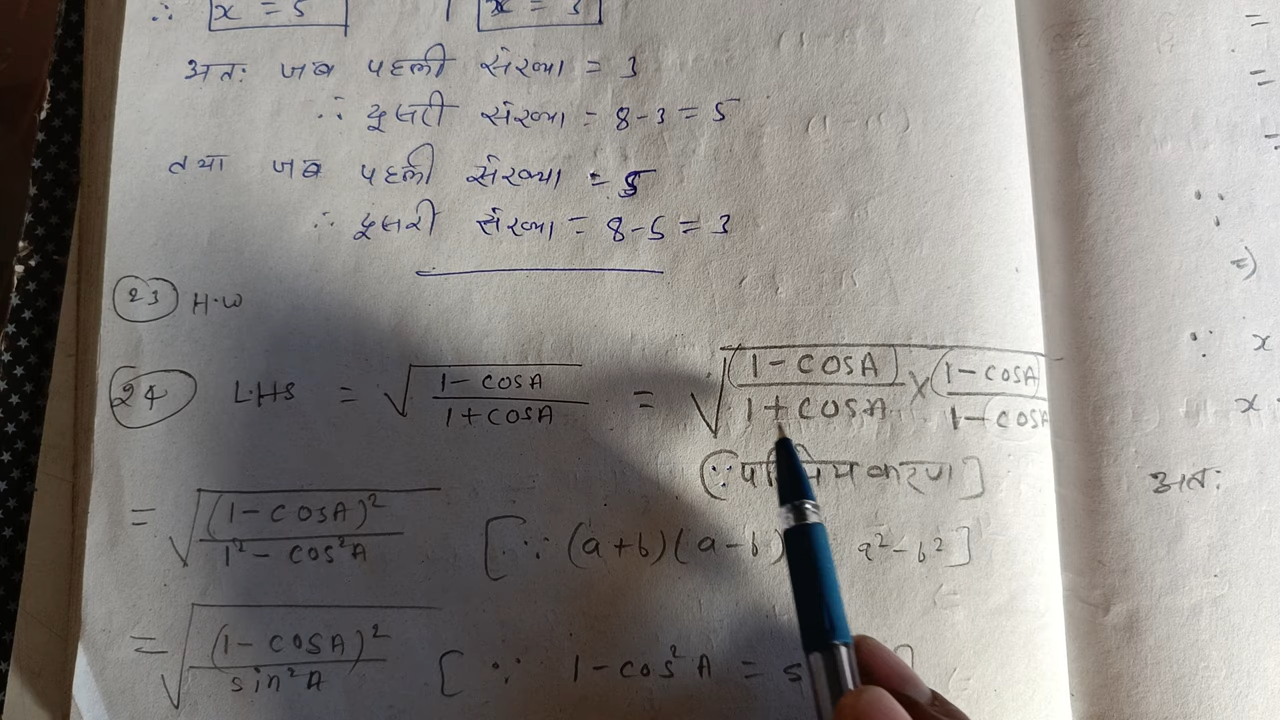 ∴ x = 5 | x = 3
अतः जब पहली संख्या = 3
∴ दूसरी संख्या = 8 - 3 = 5
तथा जब पहली संख्या = 5
∴ दूसरी संख्या = 8 - 5 = 3
23 H.W
24 L.H.S = √((1 - COSA)/(1 + COSA)) = √((1 - COSA)/(1 + COSA) × (1 - COSA)/(1 - COSA))
= √((1 - COSA)²/(1² - COS²A)) [∵ (a+b)(a-b) a² - b²]
= √((1 - COSA)²/sin²A) [∵ 1 - cos²A = s ]
=
=
∵
⇒
∵ x
x
अतः